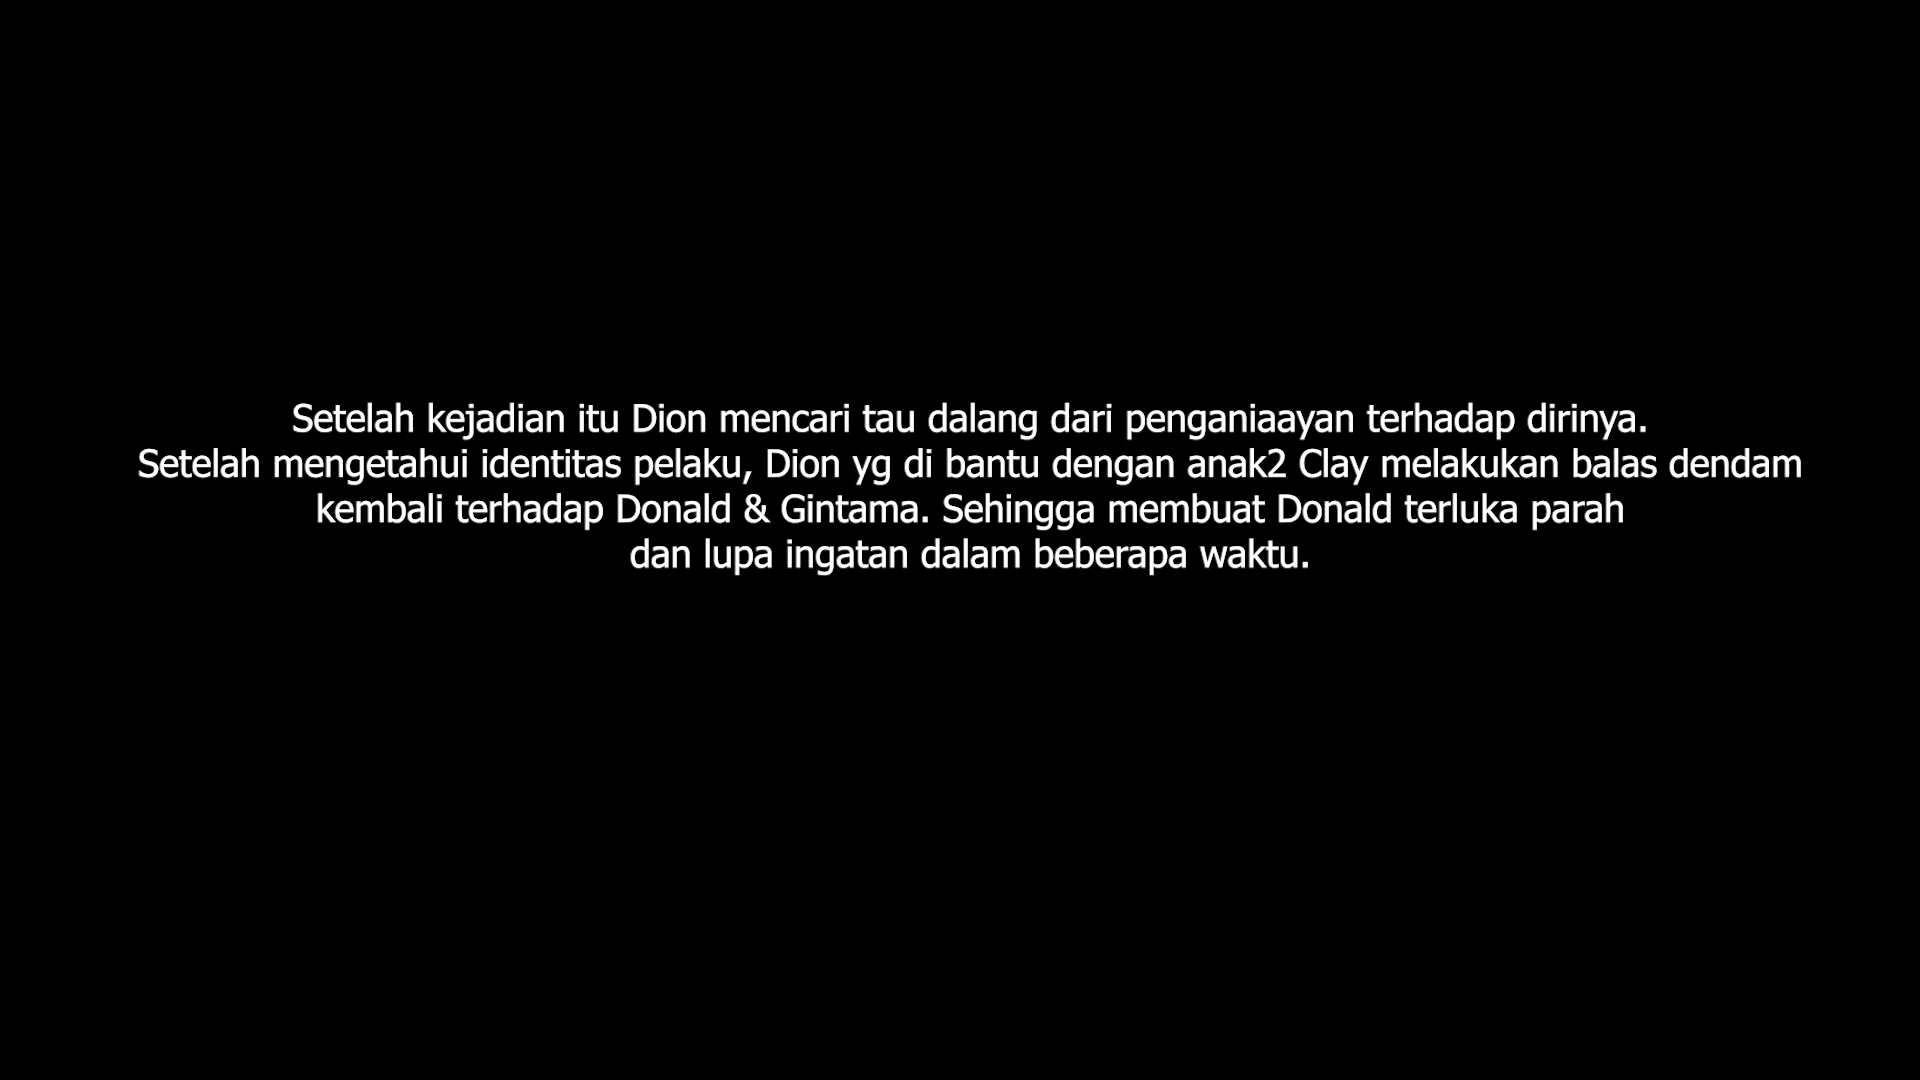 Setelah kejadian itu Dion mencari tau dalang dari penganiaayan terhadap dirinya.
Setelah mengetahui identitas pelaku, Dion yg di bantu dengan anak2 Clay melakukan balas dendam
kembali terhadap Donald & Gintama. Sehingga membuat Donald terluka parah
dan lupa ingatan dalam beberapa waktu.